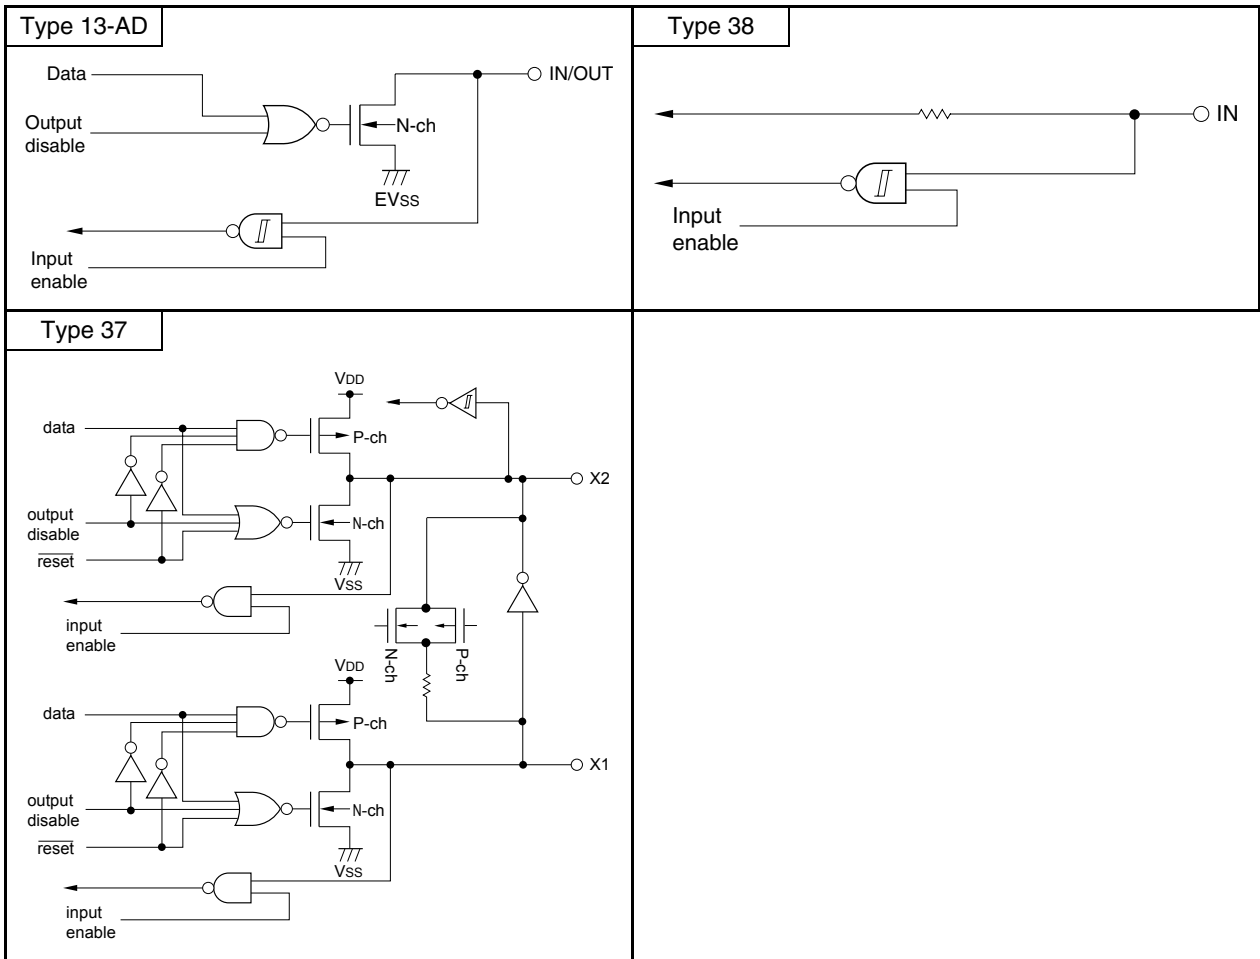 Type 13-AD
Data
IN/OUT
Output
disable
N-ch
EVSS
Input
enable
Type 38
IN
Input
enable
Type 37
VDD
data
P-ch
X2
output
disable
N-ch
reset
VSS
input
enable
N-ch
P-ch
VDD
data
P-ch
X1
output
disable
N-ch
reset
VSS
input
enable